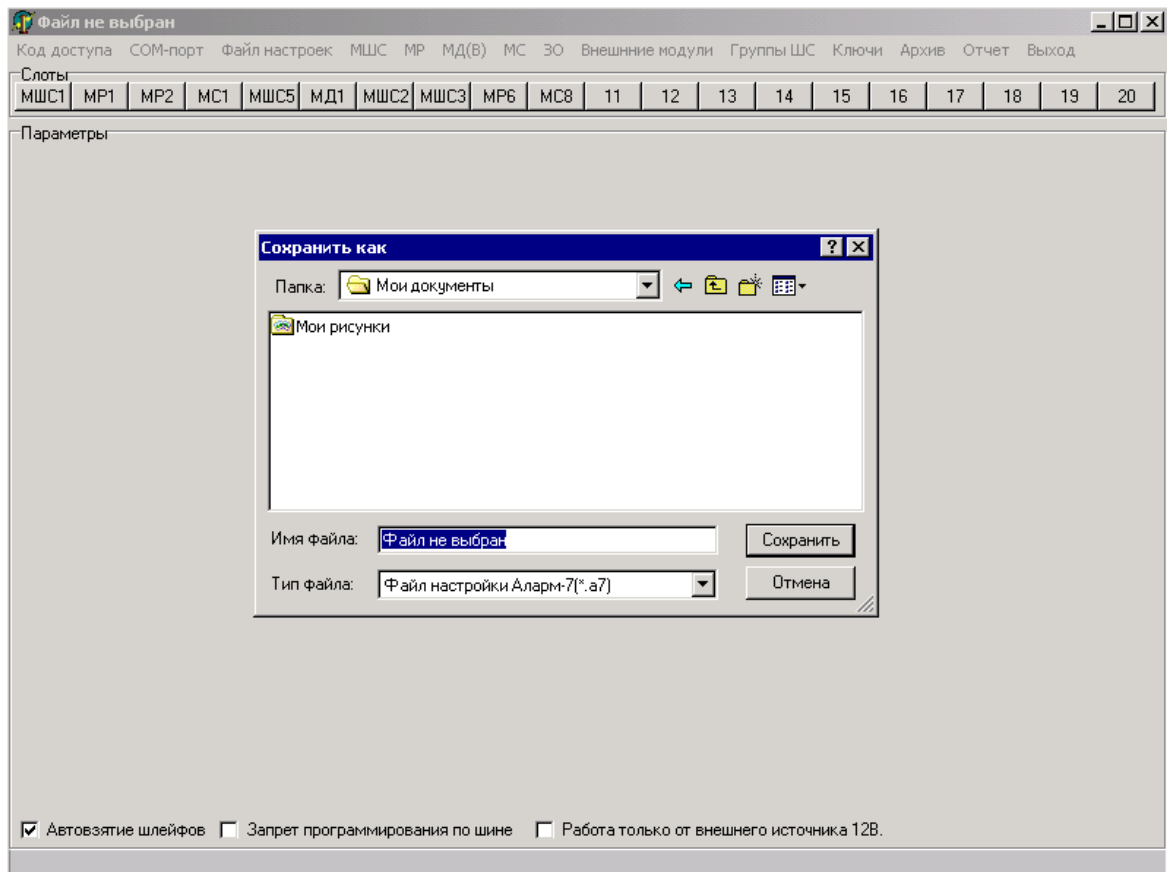 Файл не выбран
Код доступа COM-порт Файл настроек МШС МР МД(В) МС ЗО Внешнние модули Группы ШС Ключи Архив Отчет Выход
Слоты
МШС1 МР1 МР2 МС1 МШС5 МД1 МШС2 МШС3 МР6 МС8 11 12 13 14 15 16 17 18 19 20
Параметры
Сохранить как
Папка: Мои документы
Мои рисунки
Имя файла: Файл не выбран Сохранить
Тип файла: Файл настройки Аларм-7(*.a7) Отмена
Автовзятие шлейфов Запрет программирования по шине Работа только от внешнего источника 12В.